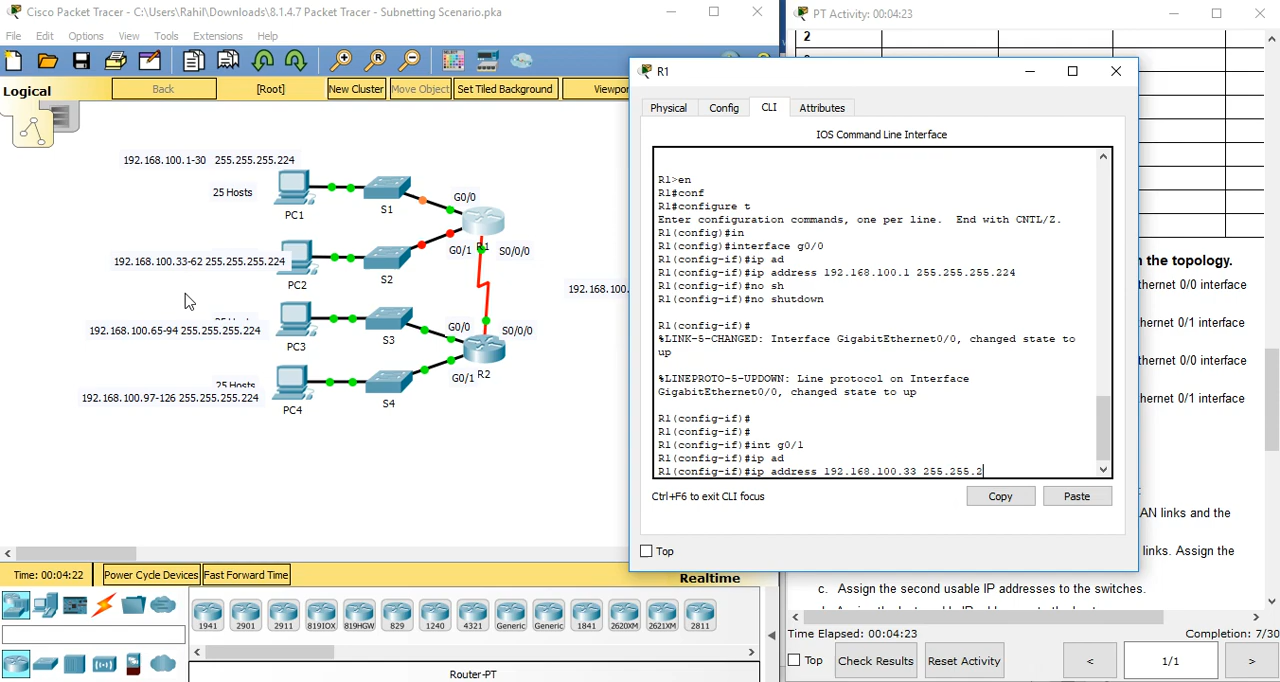 Cisco Packet Tracer - C:\Users\Rahil\Downloads\8.1.4.7 Packet Tracer - Subnetting Scenario.pka
File Edit Options View Tools Extensions Help
Logical Back [Root] New Cluster Move Object Set Tiled Background Viewpor
192.168.100.1-30 255.255.255.224
25 Hosts
PC1
S1
G0/0
192.168.100.33-62 255.255.255.224
PC2
S2
G0/1
R1
S0/0/0
192.168.100.
192.168.100.65-94 255.255.255.224
PC3
S3
G0/0
S0/0/0
25 Hosts
192.168.100.97-126 255.255.255.224
PC4
S4
G0/1
R2
Time: 00:04:22 Power Cycle Devices Fast Forward Time
Realtime
1941 2901 2911 819IOX 819HGW 829 1240 4321 Generic Generic 1841 2620XM 2621XM 2811
Router-PT
R1
Physical Config CLI Attributes
IOS Command Line Interface
R1>en
R1#conf
R1#configure t
Enter configuration commands, one per line. End with CNTL/Z.
R1(config)#in
R1(config)#interface g0/0
R1(config-if)#ip ad
R1(config-if)#ip address 192.168.100.1 255.255.255.224
R1(config-if)#no sh
R1(config-if)#no shutdown
R1(config-if)#
%LINK-5-CHANGED: Interface GigabitEthernet0/0, changed state to
up
%LINEPROTO-5-UPDOWN: Line protocol on Interface
GigabitEthernet0/0, changed state to up
R1(config-if)#
R1(config-if)#
R1(config-if)#int g0/1
R1(config-if)#ip ad
R1(config-if)#ip address 192.168.100.33 255.255.2
Ctrl+F6 to exit CLI focus
Copy Paste
Top
PT Activity: 00:04:23
2
n the topology.
thernet 0/0 interface
ernet 0/1 interface
ernet 0/0 interface
ernet 0/1 interface
AN links and the
links. Assign the
c. Assign the second usable IP addresses to the switches.
Time Elapsed: 00:04:23 Completion: 7/30
Top Check Results Reset Activity < 1/1 >